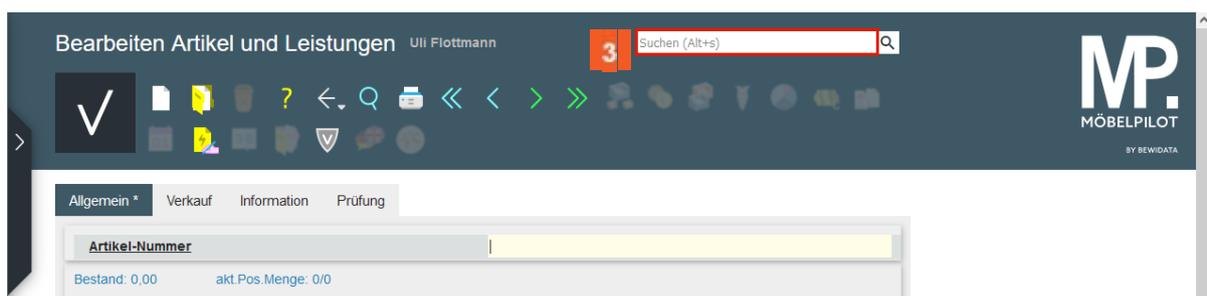 Bearbeiten Artikel und Leistungen Uli Flottmann
3
Suchen (Alt+s)
MP.
MÖBELPILOT
BY BEWIDATA
Allgemein * Verkauf Information Prüfung
Artikel-Nummer
Bestand: 0,00 akt.Pos.Menge: 0/0